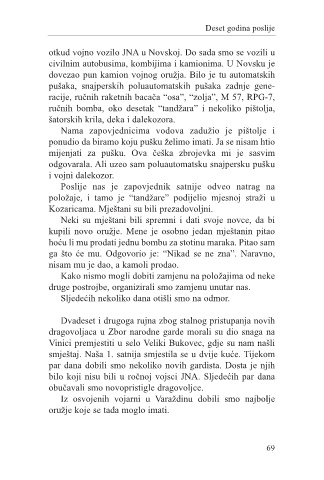 Deset godina poslije
otkud vojno vozilo JNA u Novskoj. Do sada smo se vozili u
civilnim autobusima, kombijima i kamionima. U Novsku je
dovezao pun kamion vojnog oružja. Bilo je tu automatskih
pušaka, snajperskih poluautomatskih pušaka zadnje gene-
racije, ručnih raketnih bacača “osa”, “zolja”, M 57, RPG-7,
ručnih bomba, oko desetak “tandžara” i nekoliko pištolja,
šatorskih krila, deka i dalekozora.
Nama zapovjednicima vodova zadužio je pištolje i
ponudio da biramo koju pušku želimo imati. Ja se nisam htio
mijenjati za pušku. Ova češka zbrojevka mi je sasvim
odgovarala. Ali uzeo sam poluautomatsku snajpersku pušku
i vojni dalekozor.
Poslije nas je zapovjednik satnije odveo natrag na
položaje, i tamo je “tandžare” podijelio mjesnoj straži u
Kozaricama. Mještani su bili prezadovoljni.
Neki su mještani bili spremni i dati svoje novce, da bi
kupili novo oružje. Mene je osobno jedan mještanin pitao
hoću li mu prodati jednu bombu za stotinu maraka. Pitao sam
ga što će mu. Odgovorio je: “Nikad se ne zna”. Naravno,
nisam mu je dao, a kamoli prodao.
Kako nismo mogli dobiti zamjenu na položajima od neke
druge postrojbe, organizirali smo zamjenu unutar nas.
Sljedećih nekoliko dana otišli smo na odmor.
Dvadeset i drugoga rujna zbog stalnog pristupanja novih
dragovoljaca u Zbor narodne garde morali su dio snaga na
Vinici premjestiti u selo Veliki Bukovec, gdje su nam našli
smještaj. Naša 1. satnija smjestila se u dvije kuće. Tijekom
par dana dobili smo nekoliko novih gardista. Dosta je njih
bilo koji nisu bili u ročnoj vojsci JNA. Sljedećih par dana
obučavali smo novopristigle dragovoljce.
Iz osvojenih vojarni u Varaždinu dobili smo najbolje
oružje koje se tada moglo imati.
69